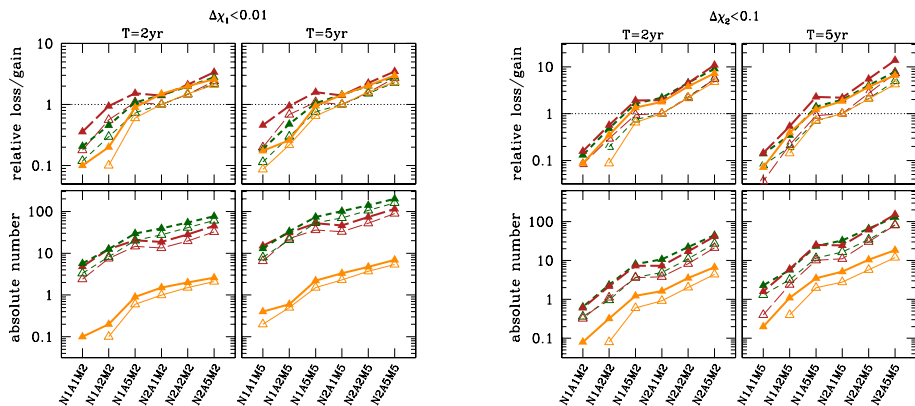 Δχ₁<0.01
T=2yr
T=5yr
relative loss/gain
10
1
0.1
absolute number
100
10
1
0.1
N1A1M2
N1A2M2
N1A5M2
N2A1M2
N2A2M2
N2A5M2
N1A1M5
N1A2M5
N1A5M5
N2A1M5
N2A2M5
N2A5M5
Δχ₂<0.1
T=2yr
T=5yr
relative loss/gain
10
1
0.1
absolute number
100
10
1
0.1
N1A1M2
N1A2M2
N1A5M2
N2A1M2
N2A2M2
N2A5M2
N1A1M5
N1A2M5
N1A5M5
N2A1M5
N2A2M5
N2A5M5